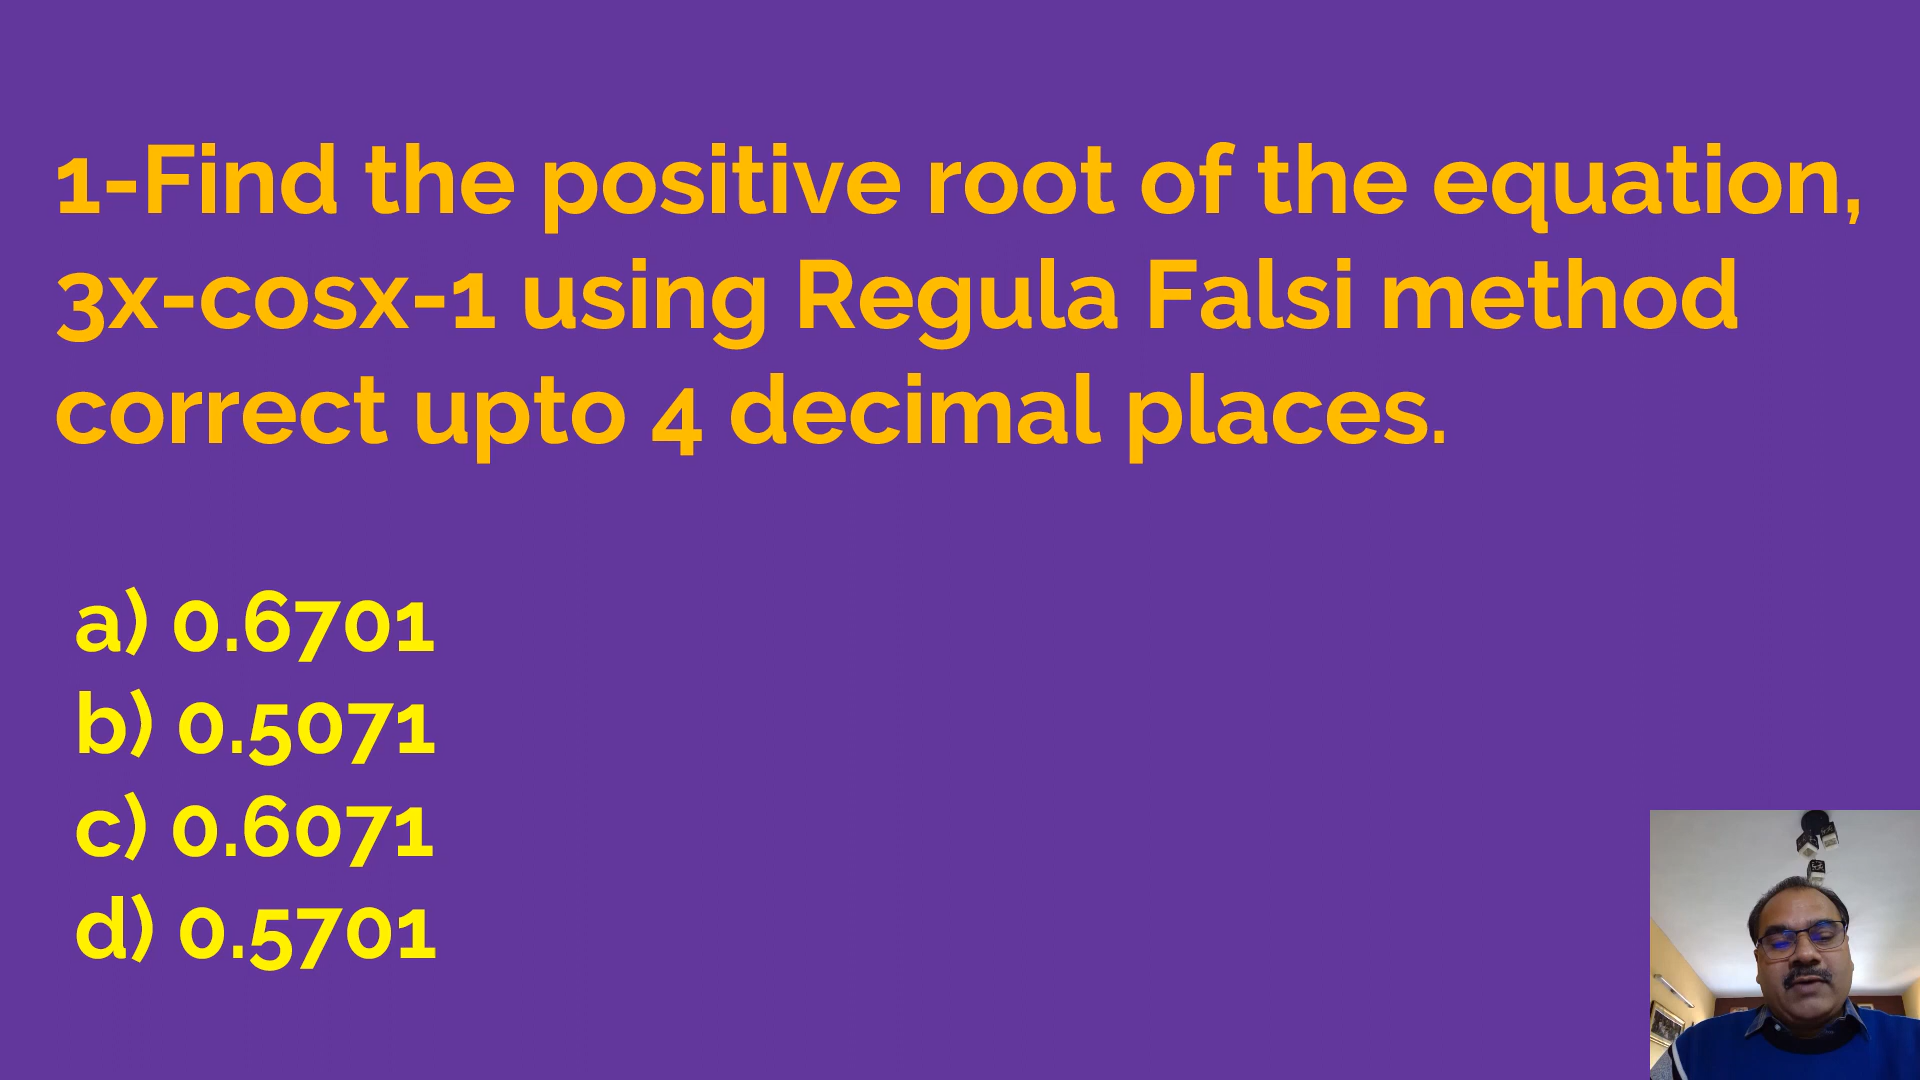 1-Find the positive root of the equation,
3x-cosx-1 using Regula Falsi method
correct upto 4 decimal places.
a) 0.6701
b) 0.5071
c) 0.6071
d) 0.5701